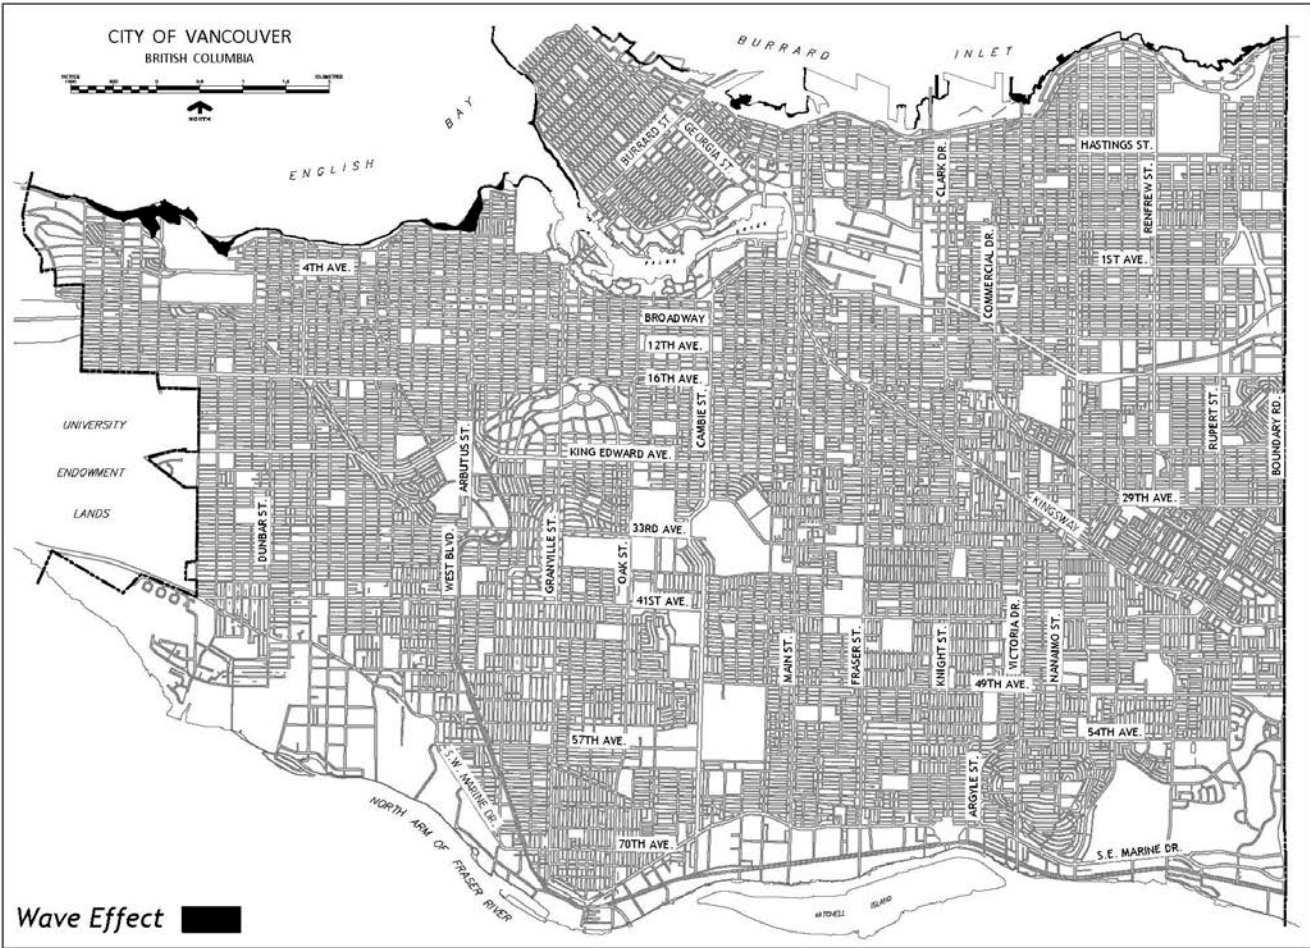 CITY OF VANCOUVER
BRITISH COLUMBIA
NORTH
BURRARD INLET
ENGLISH BAY
BURRARD ST.
GEORGIA ST.
HASTINGS ST.
CLARK DR.
RENFREW ST.
COMMERCIAL DR.
1ST AVE.
4TH AVE.
FALSE CREEK
BROADWAY
12TH AVE.
16TH AVE.
CAMBIE ST.
RUPERT ST.
BOUNDARY RD.
UNIVERSITY
ENDOWMENT
LANDS
ARBUTUS ST.
KING EDWARD AVE.
29TH AVE.
KINGSWAY
DUNBAR ST.
WEST BLVD.
GRANVILLE ST.
33RD AVE.
OAK ST.
41ST AVE.
MAIN ST.
FRASER ST.
KNIGHT ST.
VICTORIA DR.
NANAIMO ST.
49TH AVE.
54TH AVE.
57TH AVE.
S.W. MARINE DR.
ARGYLE ST.
70TH AVE.
S.E. MARINE DR.
NORTH ARM OF FRASER RIVER
MITCHELL ISLAND
Wave Effect